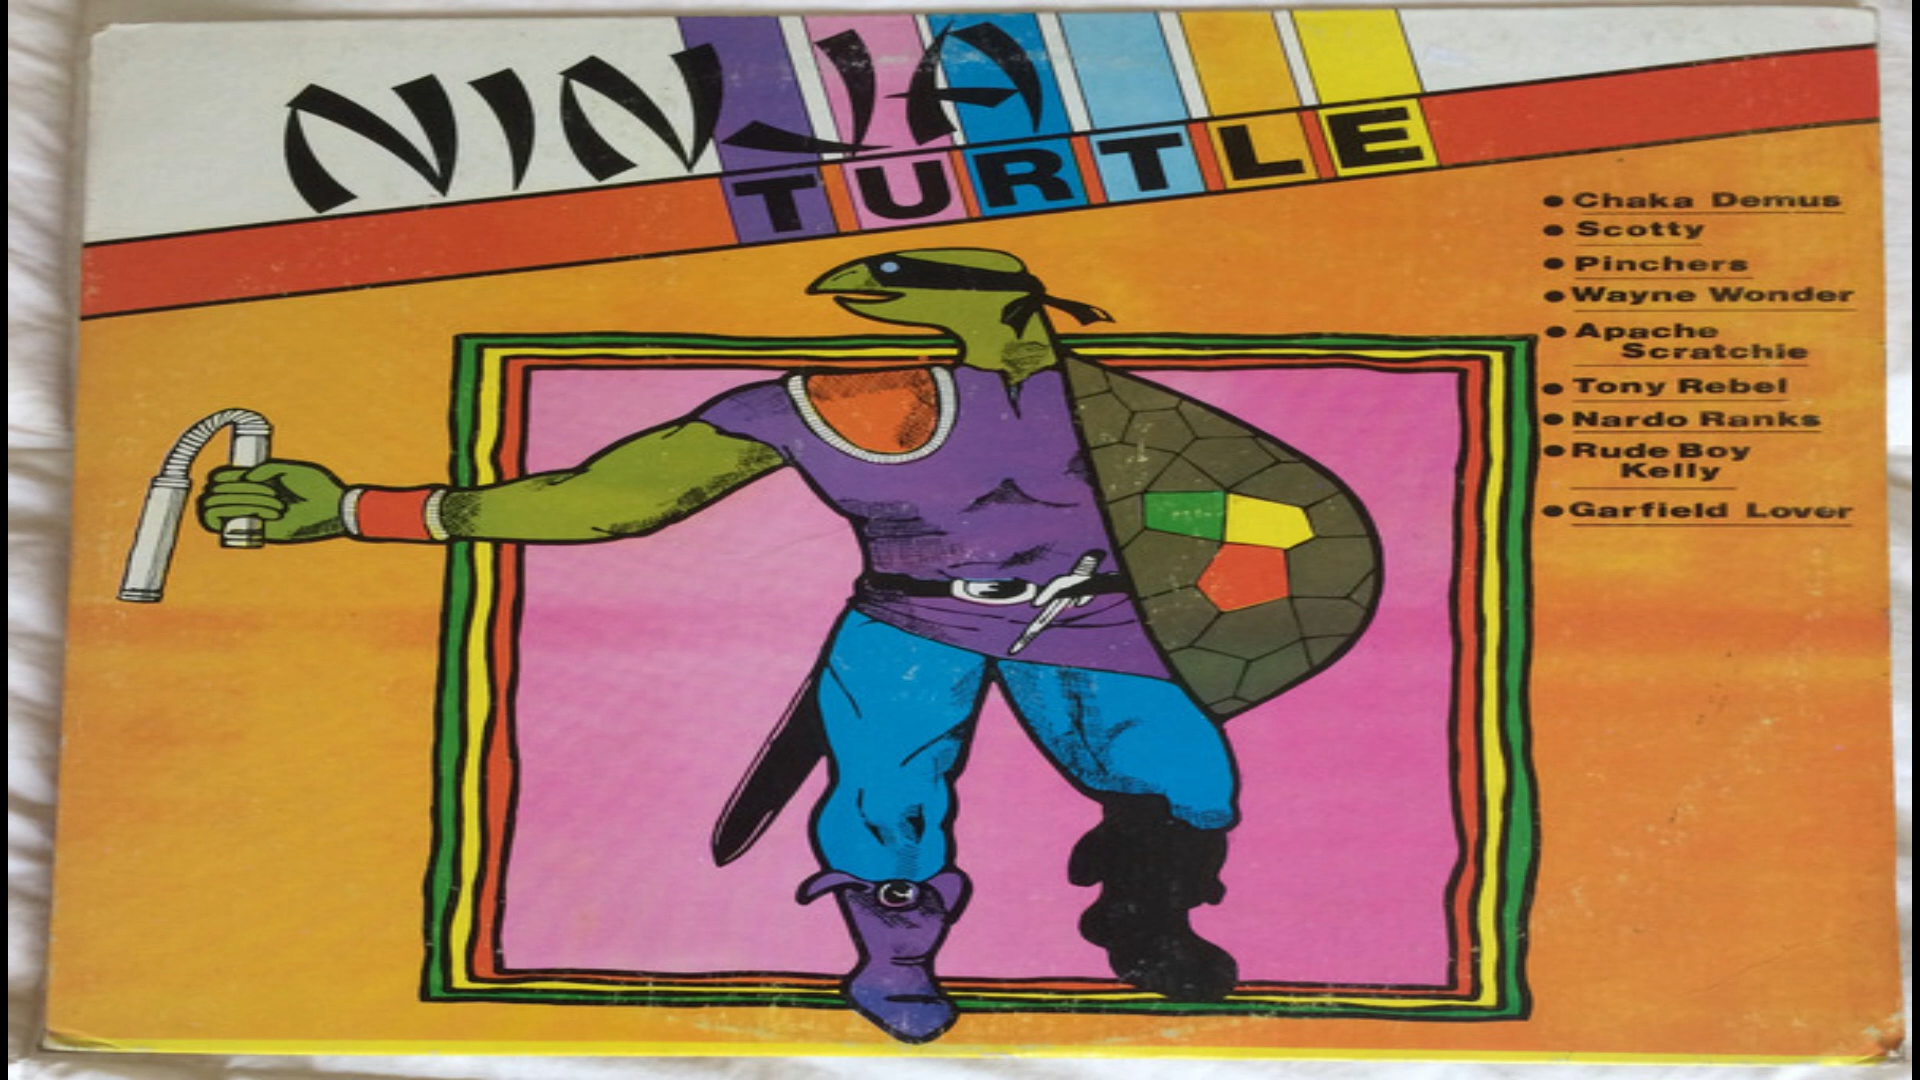 NINJA
TURTLE
• Chaka Demus
• Scotty
• Pinchers
• Wayne Wonder
• Apache
Scratchie
• Tony Rebel
• Nardo Ranks
• Rude Boy
Kelly
• Garfield Lover